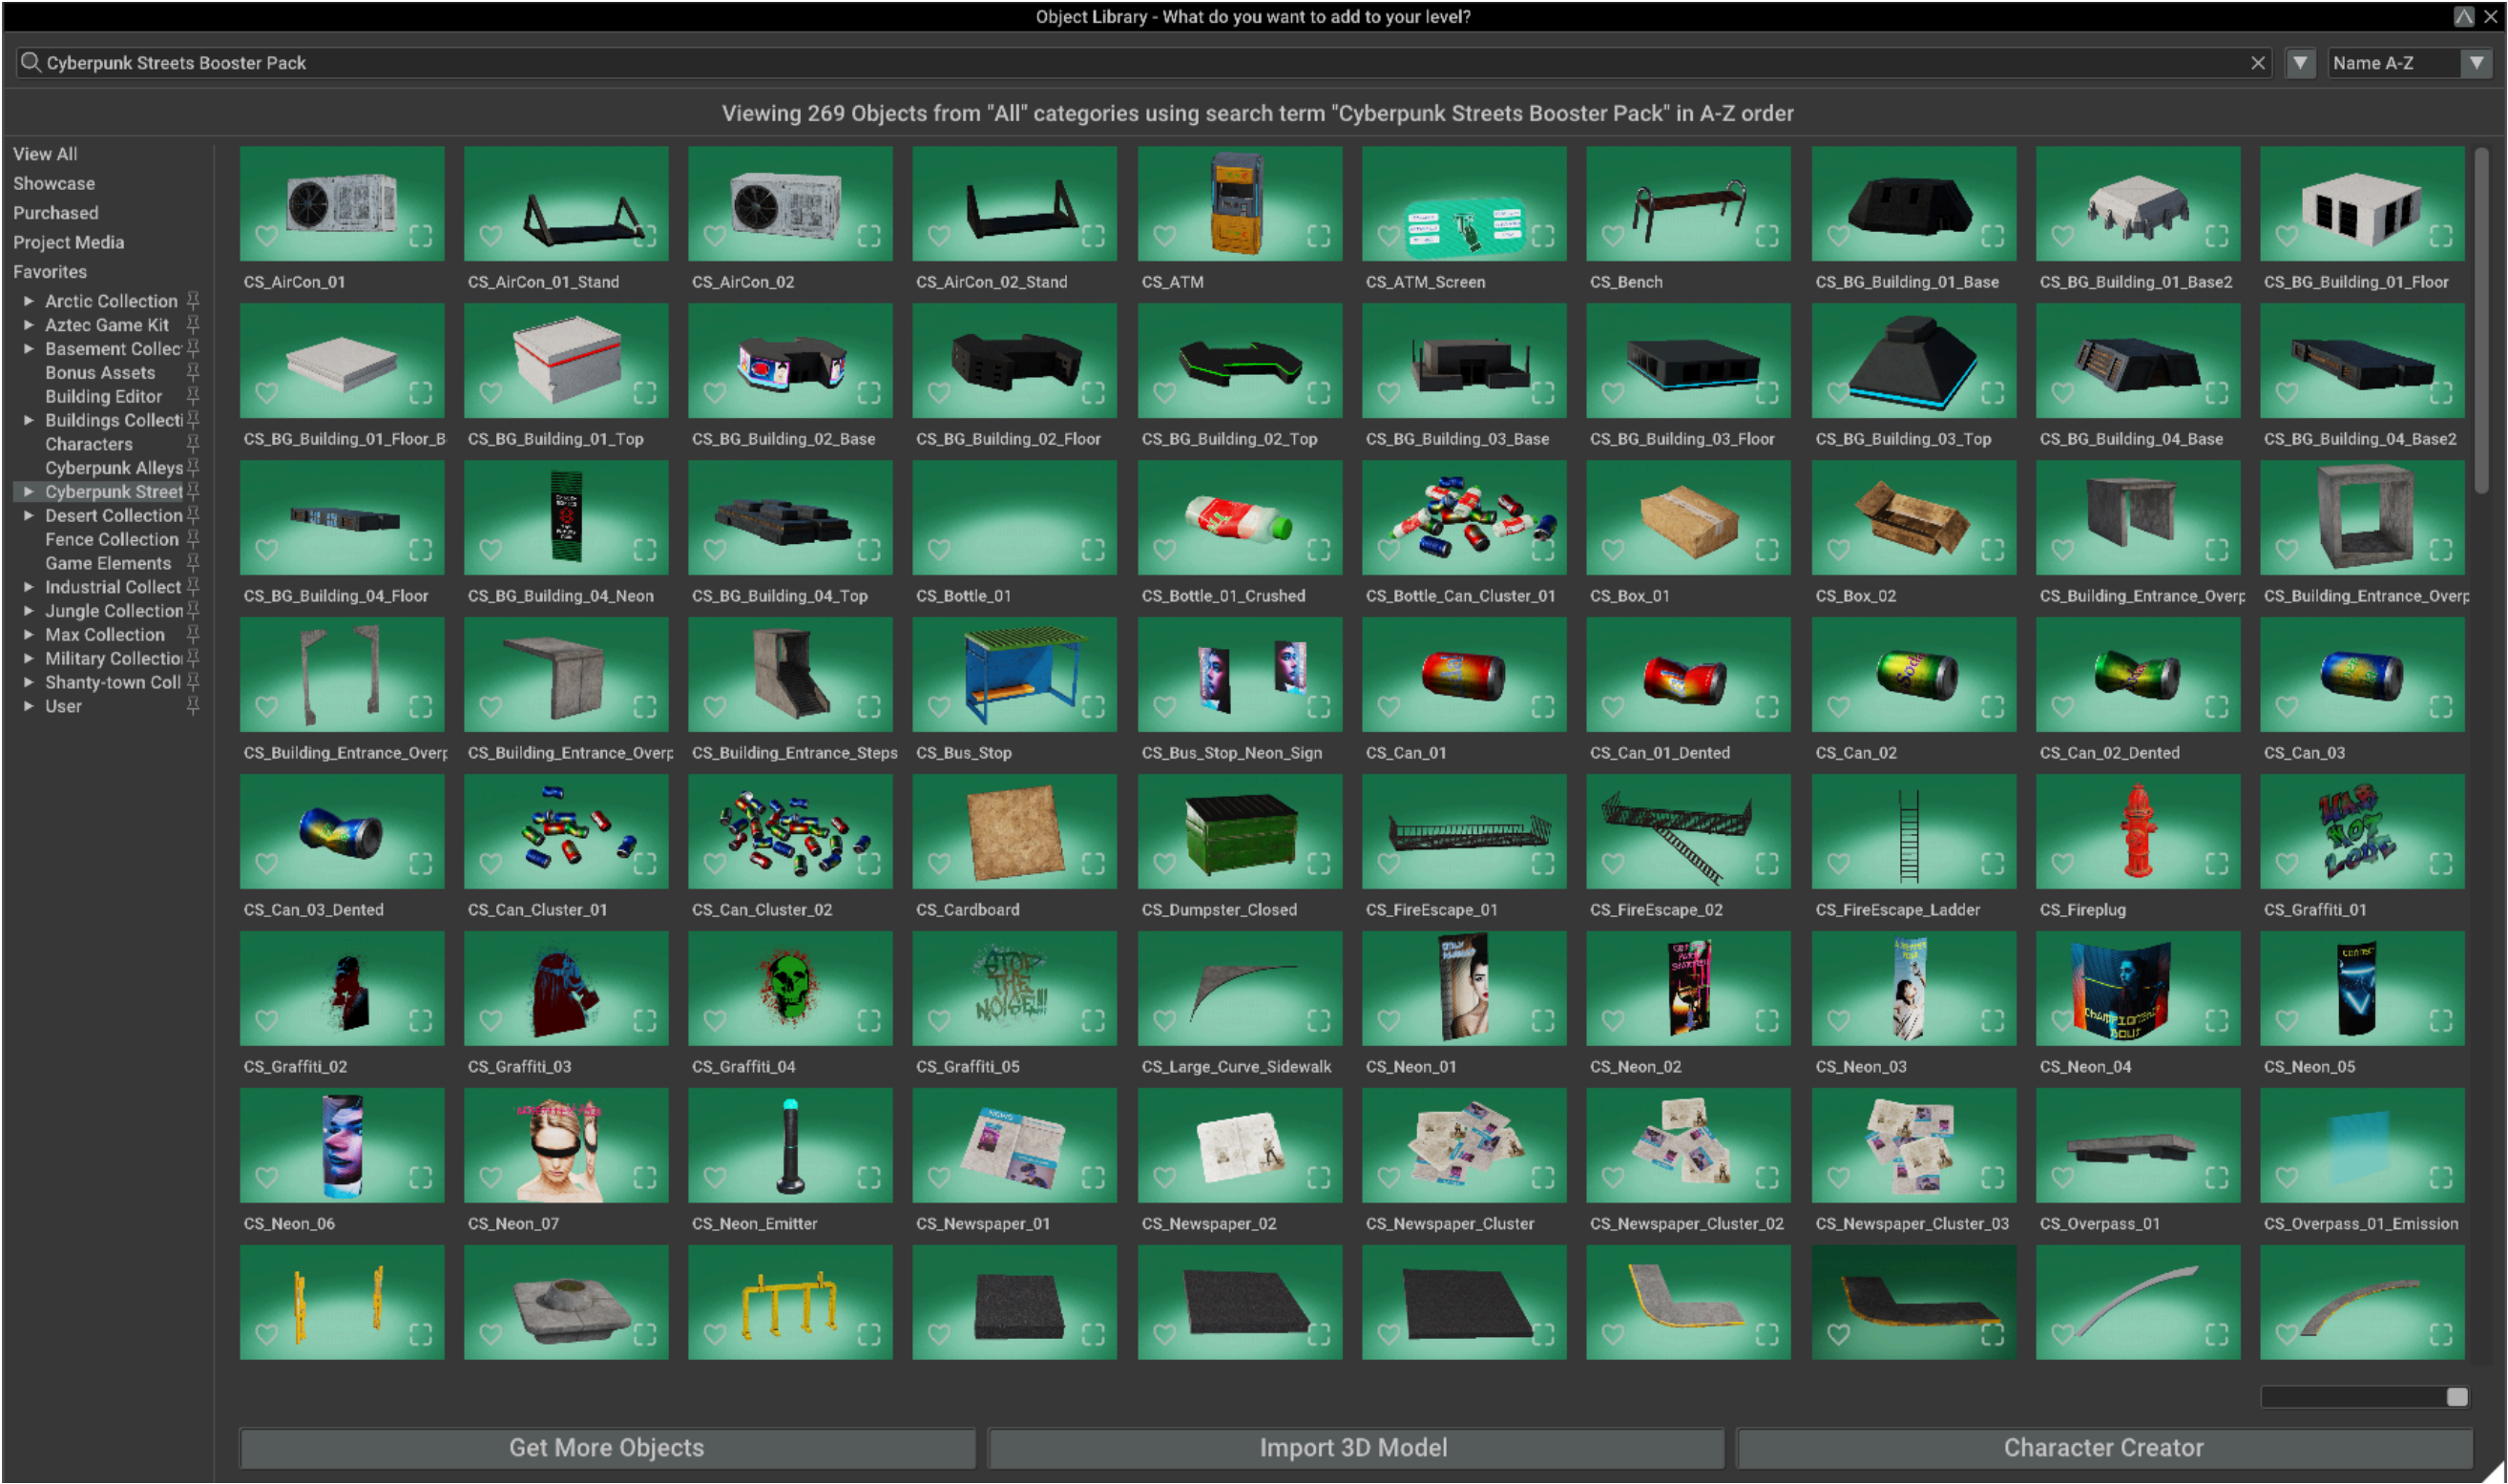 Object Library - What do you want to add to your level?
Cyberpunk Streets Booster Pack
Name A-Z
Viewing 269 Objects from "All" categories using search term "Cyberpunk Streets Booster Pack" in A-Z order
View All
Showcase
Purchased
Project Media
Favorites
Arctic Collection
Aztec Game Kit
Basement Collec
Bonus Assets
Building Editor
Buildings Collecti
Characters
Cyberpunk Alleys
Cyberpunk Street
Desert Collection
Fence Collection
Game Elements
Industrial Collect
Jungle Collection
Max Collection
Military Collectio
Shanty-town Coll
User
CS_AirCon_01 CS_AirCon_01_Stand CS_AirCon_02 CS_AirCon_02_Stand CS_ATM CS_ATM_Screen CS_Bench CS_BG_Building_01_Base CS_BG_Building_01_Base2 CS_BG_Building_01_Floor
CS_BG_Building_01_Floor_B CS_BG_Building_01_Top CS_BG_Building_02_Base CS_BG_Building_02_Floor CS_BG_Building_02_Top CS_BG_Building_03_Base CS_BG_Building_03_Floor CS_BG_Building_03_Top CS_BG_Building_04_Base CS_BG_Building_04_Base2
CS_BG_Building_04_Floor CS_BG_Building_04_Neon CS_BG_Building_04_Top CS_Bottle_01 CS_Bottle_01_Crushed CS_Bottle_Can_Cluster_01 CS_Box_01 CS_Box_02 CS_Building_Entrance_Overp CS_Building_Entrance_Overp
Soda
CS_Building_Entrance_Overp CS_Building_Entrance_Overp CS_Building_Entrance_Steps CS_Bus_Stop CS_Bus_Stop_Neon_Sign CS_Can_01 CS_Can_01_Dented CS_Can_02 CS_Can_02_Dented CS_Can_03
NOT
CS_Can_03_Dented CS_Can_Cluster_01 CS_Can_Cluster_02 CS_Cardboard CS_Dumpster_Closed CS_FireEscape_01 CS_FireEscape_02 CS_FireEscape_Ladder CS_Fireplug CS_Graffiti_01
STOP
THE
NOISE!!!
CS_Graffiti_02 CS_Graffiti_03 CS_Graffiti_04 CS_Graffiti_05 CS_Large_Curve_Sidewalk CS_Neon_01 CS_Neon_02 CS_Neon_03 CS_Neon_04 CS_Neon_05
NEWS
CS_Neon_06 CS_Neon_07 CS_Neon_Emitter CS_Newspaper_01 CS_Newspaper_02 CS_Newspaper_Cluster CS_Newspaper_Cluster_02 CS_Newspaper_Cluster_03 CS_Overpass_01 CS_Overpass_01_Emission
Get More Objects
Import 3D Model
Character Creator